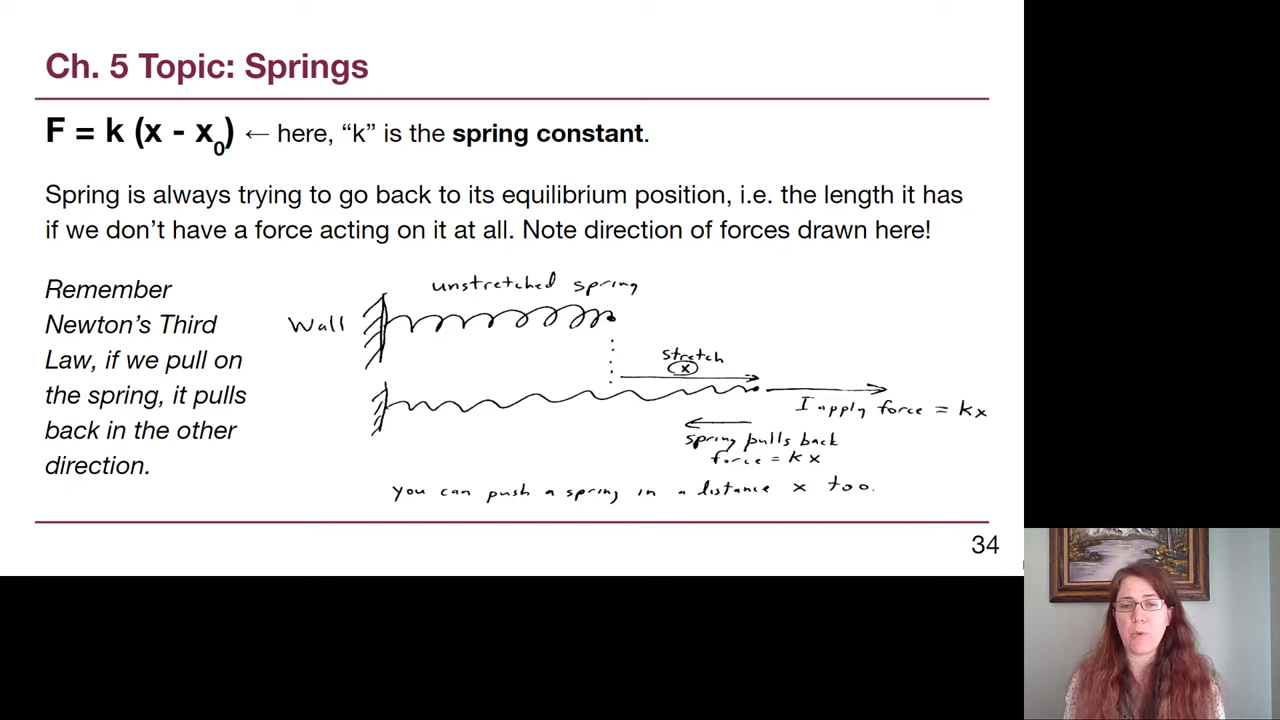 Ch. 5 Topic: Springs
F = k (x - x₀) ← here, “k” is the spring constant.
Spring is always trying to go back to its equilibrium position, i.e. the length it has
if we don’t have a force acting on it at all. Note direction of forces drawn here!
Remember
Newton’s Third
Law, if we pull on
the spring, it pulls
back in the other
direction.
unstretched spring
Wall
stretch
x
I apply force = kx
spring pulls back
force = kx
you can push a spring in a distance x too.
34